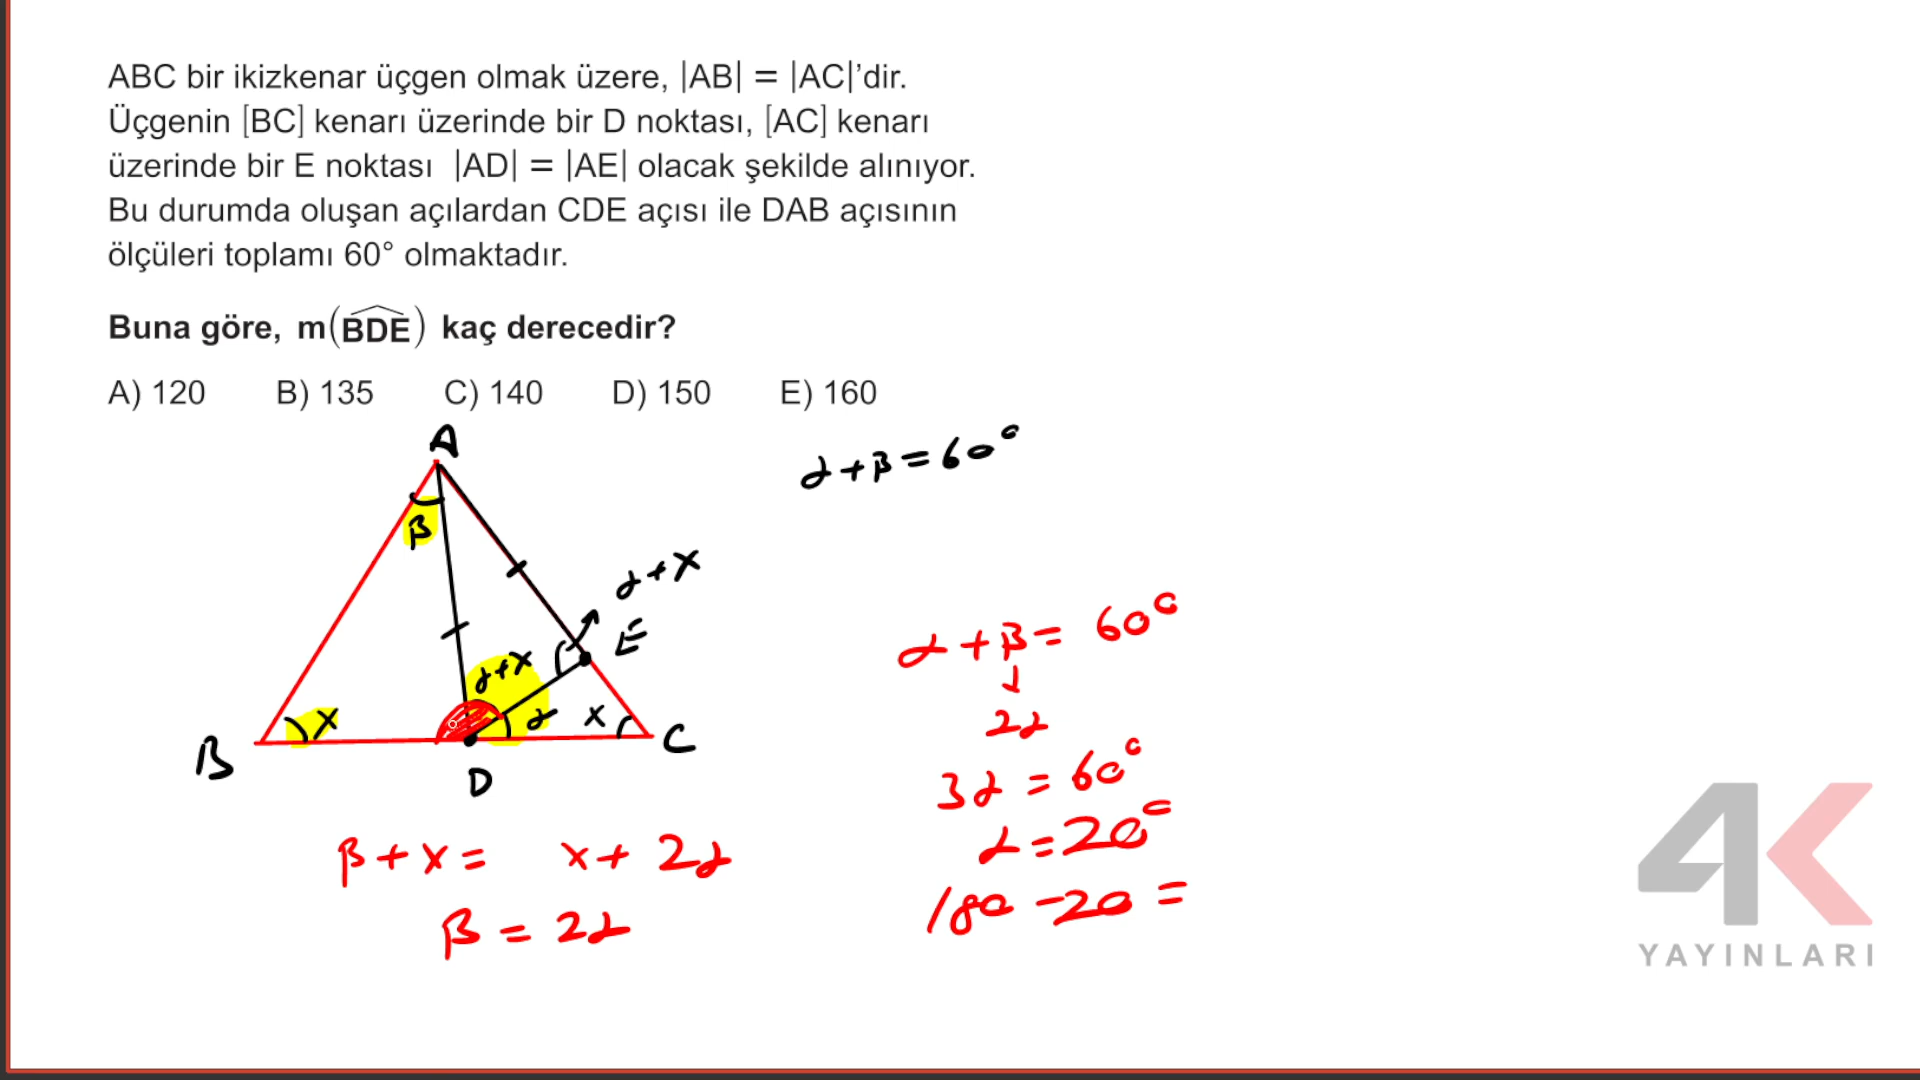 ABC bir ikizkenar üçgen olmak üzere, |AB| = |AC|'dir.
Üçgenin [BC] kenarı üzerinde bir D noktası, [AC] kenarı
üzerinde bir E noktası |AD| = |AE| olacak şekilde alınıyor.
Bu durumda oluşan açılardan CDE açısı ile DAB açısının
ölçüleri toplamı 60° olmaktadır.
Buna göre, m(BDE) kaç derecedir?
A) 120 B) 135 C) 140 D) 150 E) 160
A
α+β=60°
β
α+x
E
α+x
x
α
x
B
C
D
β+x= x+2α
β=2α
α+β=60°
↓
2α
3α=60°
α=20°
180-20=
4K
YAYINLARI